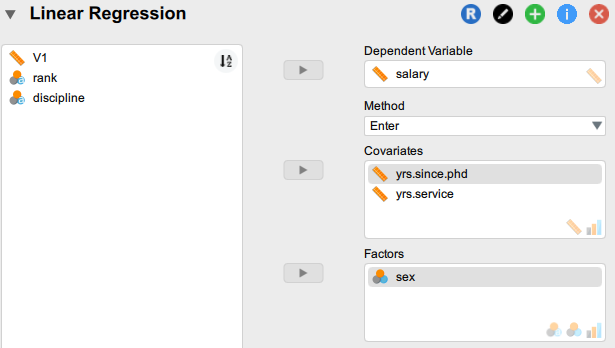 Linear Regression
R
i
V1
rank
discipline
A
Z
Dependent Variable
salary
Method
Enter
Covariates
yrs.since.phd
yrs.service
Factors
sex